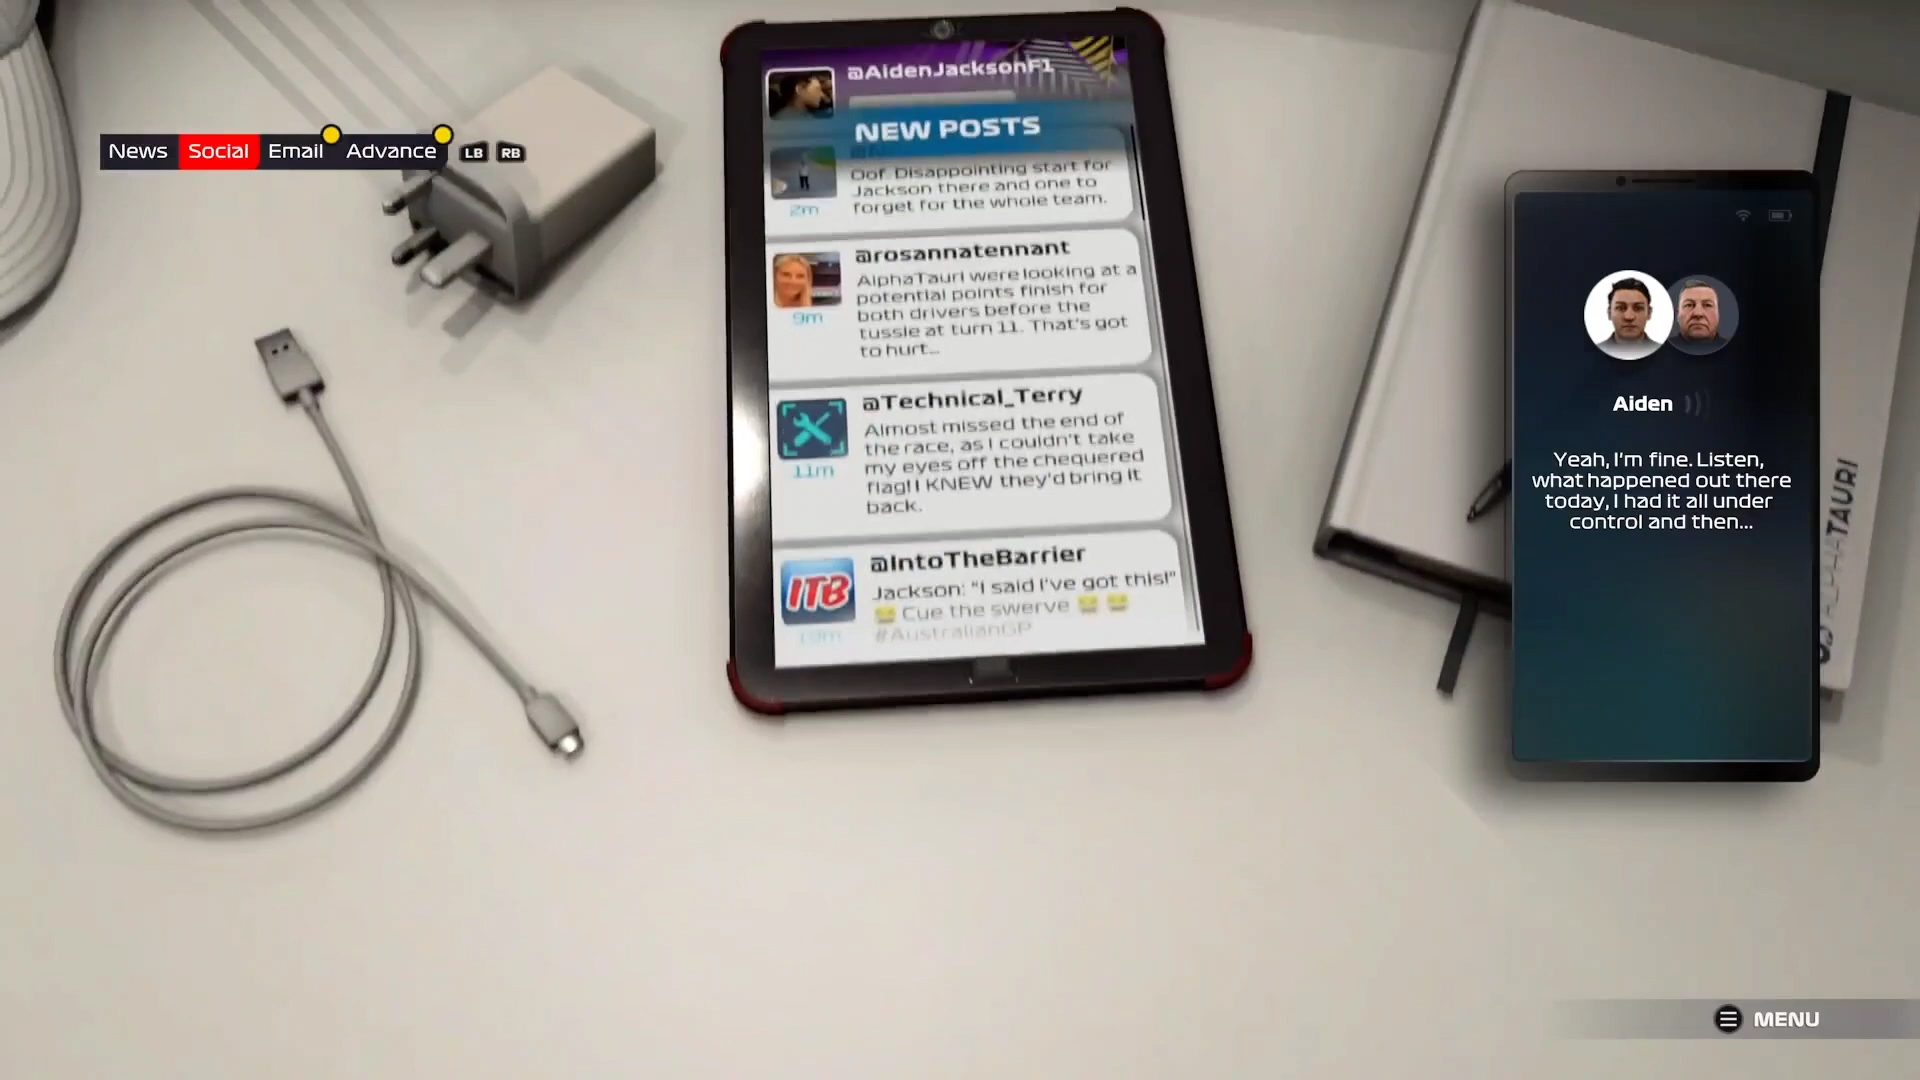 News Social Email Advance LB RB
@AidenJacksonF1
NEW POSTS
Oof. Disappointing start for
Jackson there and one to
forget for the whole team.
2m
@rosannatennant
AlphaTauri were looking at a
potential points finish for
both drivers before the
tussle at turn 11. That's got
to hurt...
9m
@Technical_Terry
Almost missed the end of
the race, as I couldn't take
my eyes off the chequered
flag! I KNEW they'd bring it
back.
11m
@IntoTheBarrier
ITB
Jackson: "I said I've got this!"
😂 Cue the swerve 😂 😂
#AustralianGP
Aiden
Yeah, I'm fine. Listen,
what happened out there
today, I had it all under
control and then...
ALPHATAURI
MENU